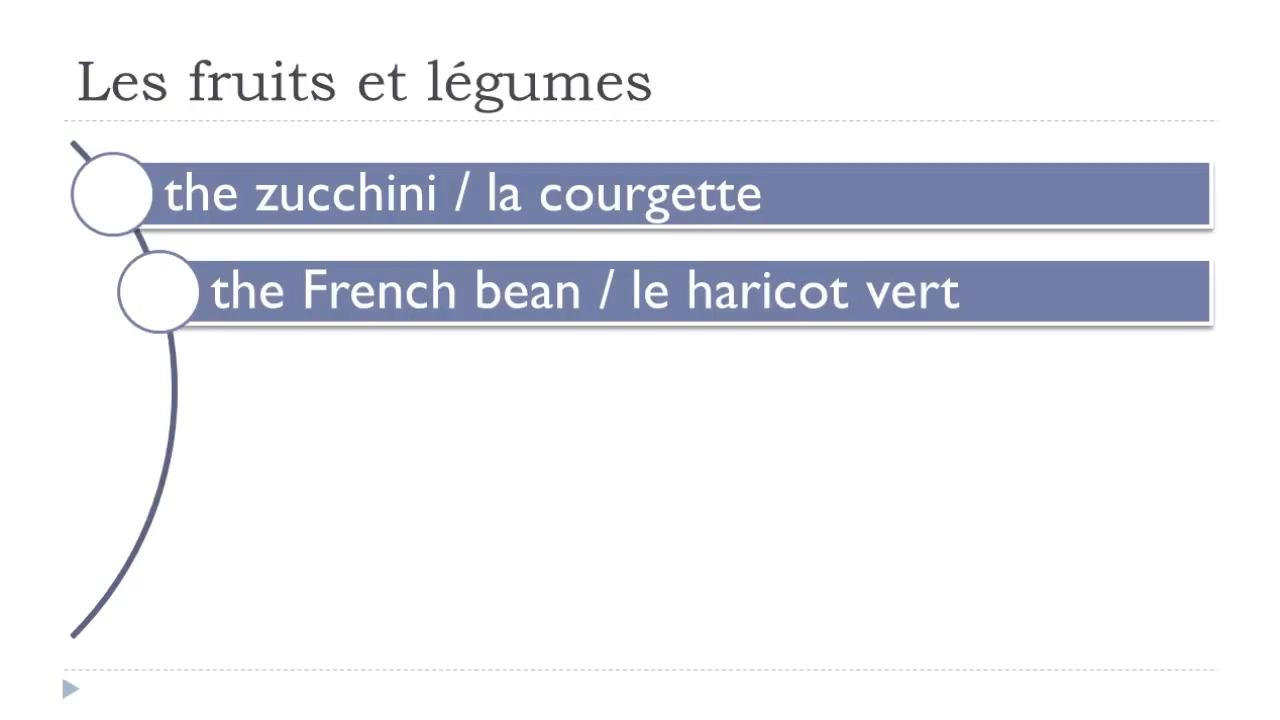 Les fruits et légumes
the zucchini / la courgette
the French bean / le haricot vert